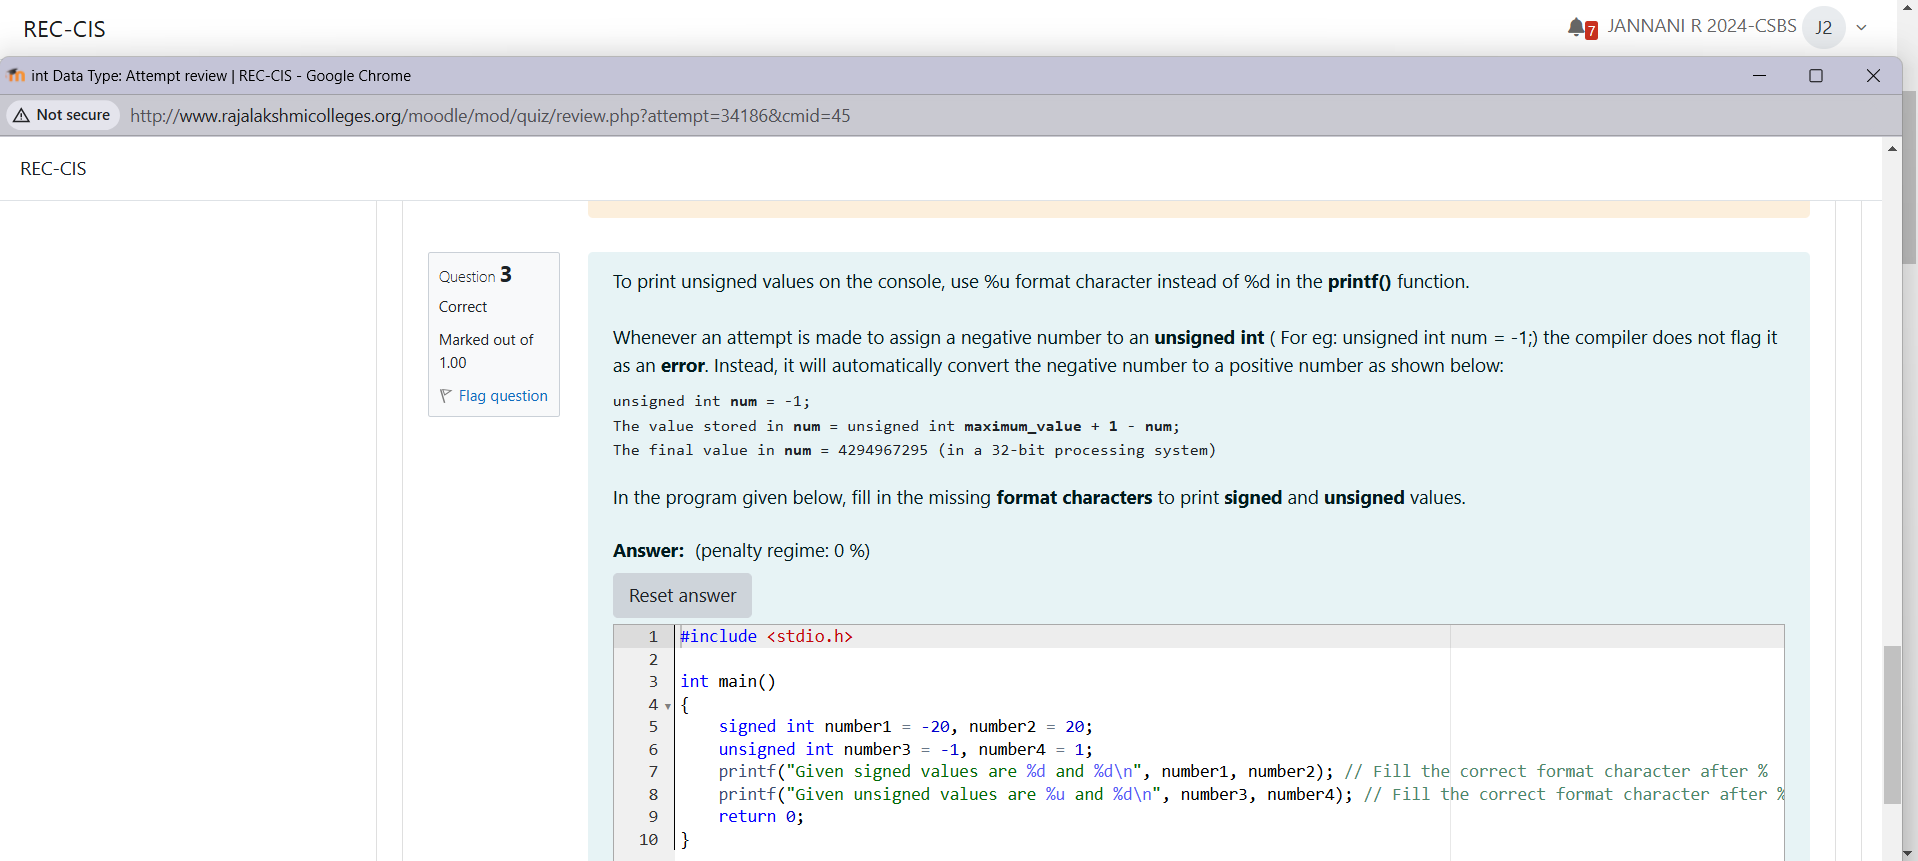 REC-CIS
7 JANNANI R 2024-CSBS J2
int Data Type: Attempt review | REC-CIS - Google Chrome
Not secure http://www.rajalakshmicolleges.org/moodle/mod/quiz/review.php?attempt=34186&cmid=45
REC-CIS
Question 3
Correct
Marked out of
1.00
Flag question
To print unsigned values on the console, use %u format character instead of %d in the printf() function.
Whenever an attempt is made to assign a negative number to an unsigned int ( For eg: unsigned int num = -1;) the compiler does not flag it
as an error. Instead, it will automatically convert the negative number to a positive number as shown below:
unsigned int num = -1;
The value stored in num = unsigned int maximum_value + 1 - num;
The final value in num = 4294967295 (in a 32-bit processing system)
In the program given below, fill in the missing format characters to print signed and unsigned values.
Answer: (penalty regime: 0 %)
Reset answer
1 #include <stdio.h>
2
3 int main()
4 {
5 signed int number1 = -20, number2 = 20;
6 unsigned int number3 = -1, number4 = 1;
7 printf("Given signed values are %d and %d\n", number1, number2); // Fill the correct format character after %
8 printf("Given unsigned values are %u and %d\n", number3, number4); // Fill the correct format character after %
9 return 0;
10 }